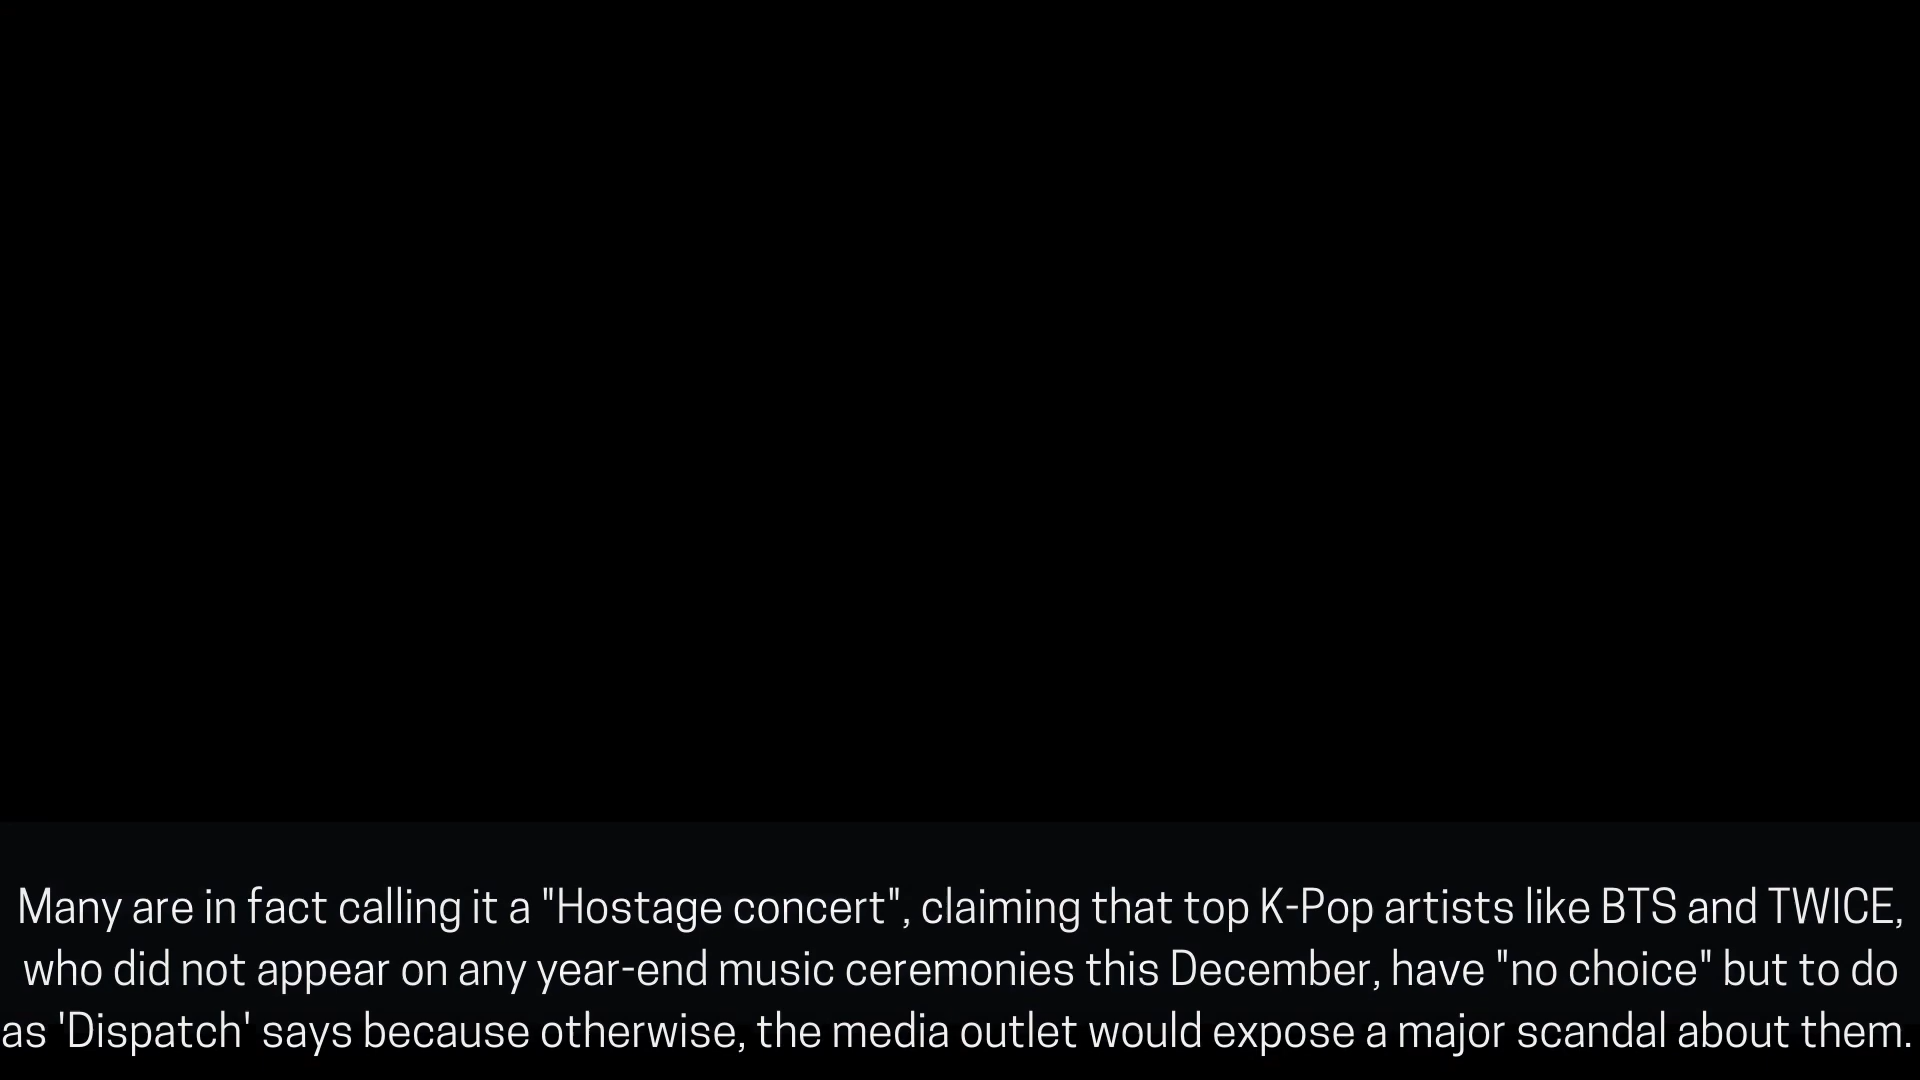 Many are in fact calling it a "Hostage concert", claiming that top K-Pop artists like BTS and TWICE,
who did not appear on any year-end music ceremonies this December, have "no choice" but to do
as 'Dispatch' says because otherwise, the media outlet would expose a major scandal about them.